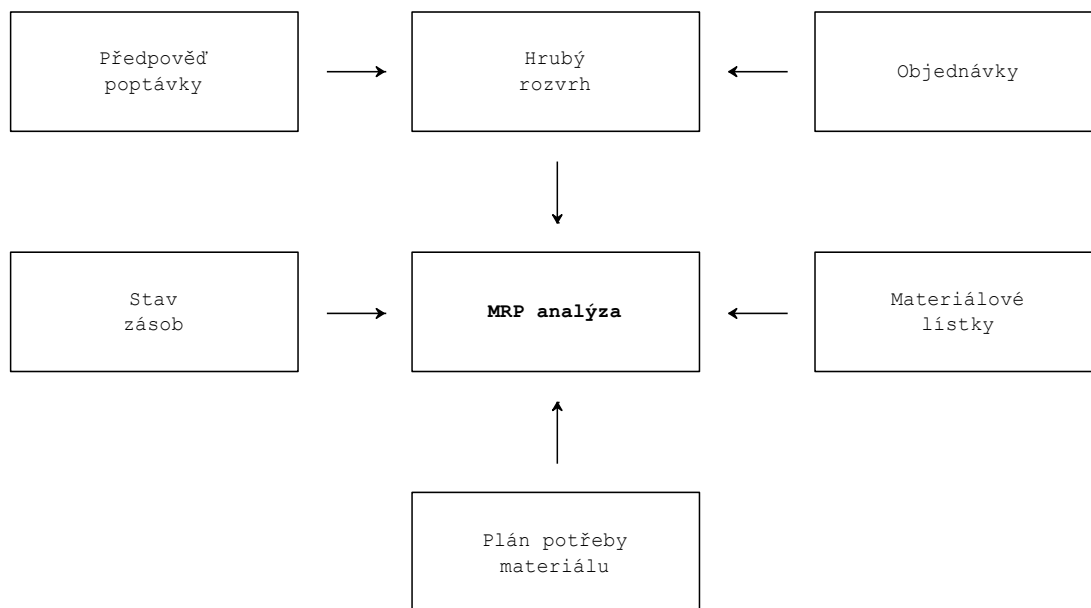 Předpověď
poptávky
Hrubý
rozvrh
Objednávky
Stav
zásob
MRP analýza
Materiálové
lístky
Plán potřeby
materiálu